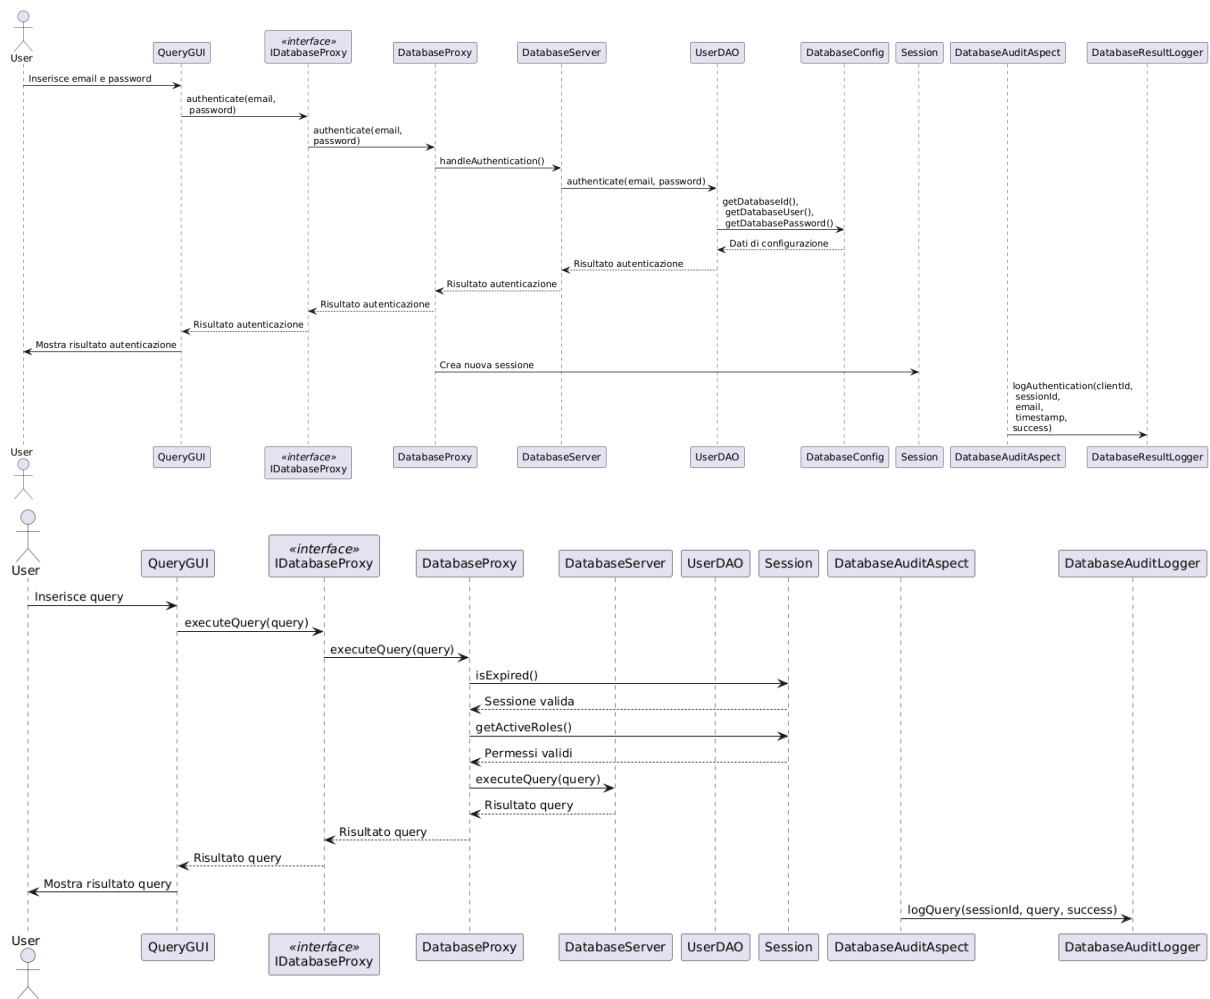 User
QueryGUI
«interface»
IDatabaseProxy
DatabaseProxy
DatabaseServer
UserDAO
DatabaseConfig
Session
DatabaseAuditAspect
DatabaseResultLogger
Inserisce email e password
authenticate(email,
password)
authenticate(email,
password)
handleAuthentication()
authenticate(email, password)
getDatabaseId(),
getDatabaseUser(),
getDatabasePassword()
Dati di configurazione
Risultato autenticazione
Risultato autenticazione
Risultato autenticazione
Risultato autenticazione
Mostra risultato autenticazione
Crea nuova sessione
logAuthentication(clientId,
sessionId,
email,
timestamp,
success)
User
QueryGUI
«interface»
IDatabaseProxy
DatabaseProxy
DatabaseServer
UserDAO
DatabaseConfig
Session
DatabaseAuditAspect
DatabaseResultLogger
User
QueryGUI
«interface»
IDatabaseProxy
DatabaseProxy
DatabaseServer
UserDAO
Session
DatabaseAuditAspect
DatabaseAuditLogger
Inserisce query
executeQuery(query)
executeQuery(query)
isExpired()
Sessione valida
getActiveRoles()
Permessi validi
executeQuery(query)
Risultato query
Risultato query
Risultato query
Mostra risultato query
logQuery(sessionId, query, success)
User
QueryGUI
«interface»
IDatabaseProxy
DatabaseProxy
DatabaseServer
UserDAO
Session
DatabaseAuditAspect
DatabaseAuditLogger